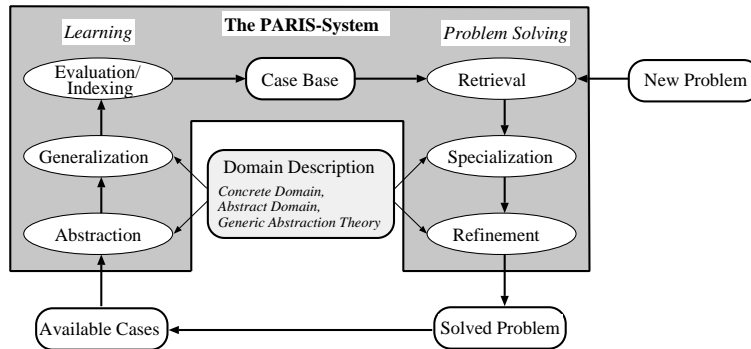 The PARIS-System
Learning
Problem Solving
Evaluation/
Indexing
Case Base
Retrieval
New Problem
Generalization
Domain Description
Concrete Domain,
Abstract Domain,
Generic Abstraction Theory
Specialization
Abstraction
Refinement
Available Cases
Solved Problem